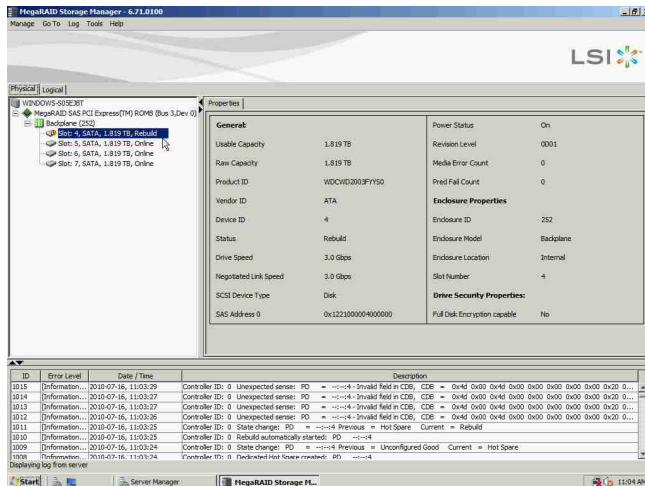 MegaRAID Storage Manager - 6.71.0100
Manage Go To Log Tools Help
LSI
Physical Logical
WINDOWS-S05EJBT
MegaRAID SAS PCI Express(TM) ROMB (Bus 3,Dev 0)
Backplane (252)
Slot: 4, SATA, 1.819 TB, Rebuild
Slot: 5, SATA, 1.819 TB, Online
Slot: 6, SATA, 1.819 TB, Online
Slot: 7, SATA, 1.819 TB, Online
Properties
General:
Usable Capacity 1.819 TB
Raw Capacity 1.819 TB
Product ID WDCWD2003FYYS0
Vendor ID ATA
Device ID 4
Status Rebuild
Drive Speed 3.0 Gbps
Negotiated Link Speed 3.0 Gbps
SCSI Device Type Disk
SAS Address 0 0x1221000004000000
Power Status On
Revision Level 0D01
Media Error Count 0
Pred Fail Count 0
Enclosure Properties
Enclosure ID 252
Enclosure Model Backplane
Enclosure Location Internal
Slot Number 4
Drive Security Properties:
Full Disk Encryption capable No
ID Error Level Date / Time Description
1015 [Information... 2010-07-16, 11:03:29 Controller ID: 0 Unexpected sense: PD = --:--:4 - Invalid field in CDB, CDB = 0x4d 0x00 0x4d 0x00 0x00 0x00 0x00 0x00 0x20 0...
1014 [Information... 2010-07-16, 11:03:27 Controller ID: 0 Unexpected sense: PD = --:--:4 - Invalid field in CDB, CDB = 0x4d 0x00 0x4d 0x00 0x00 0x00 0x00 0x00 0x20 0...
1013 [Information... 2010-07-16, 11:03:27 Controller ID: 0 Unexpected sense: PD = --:--:4 - Invalid field in CDB, CDB = 0x4d 0x00 0x4d 0x00 0x00 0x00 0x00 0x00 0x20 0...
1012 [Information... 2010-07-16, 11:03:26 Controller ID: 0 Unexpected sense: PD = --:--:4 - Invalid field in CDB, CDB = 0x4d 0x00 0x4d 0x00 0x00 0x00 0x00 0x00 0x20 0...
1011 [Information... 2010-07-16, 11:03:25 Controller ID: 0 State change: PD = --:--:4 Previous = Hot Spare Current = Rebuild
1010 [Information... 2010-07-16, 11:03:25 Controller ID: 0 Rebuild automatically started: PD --:--:4
1009 [Information... 2010-07-16, 11:03:24 Controller ID: 0 State change: PD = --:--:4 Previous = Unconfigured Good Current = Hot Spare
1008 [Information... 2010-07-16, 11:03:24 Controller ID: 0 Dedicated Hot Spare created: PD --:--:4
Displaying log from server
Start Server Manager MegaRAID Storage M... 11:04 AM